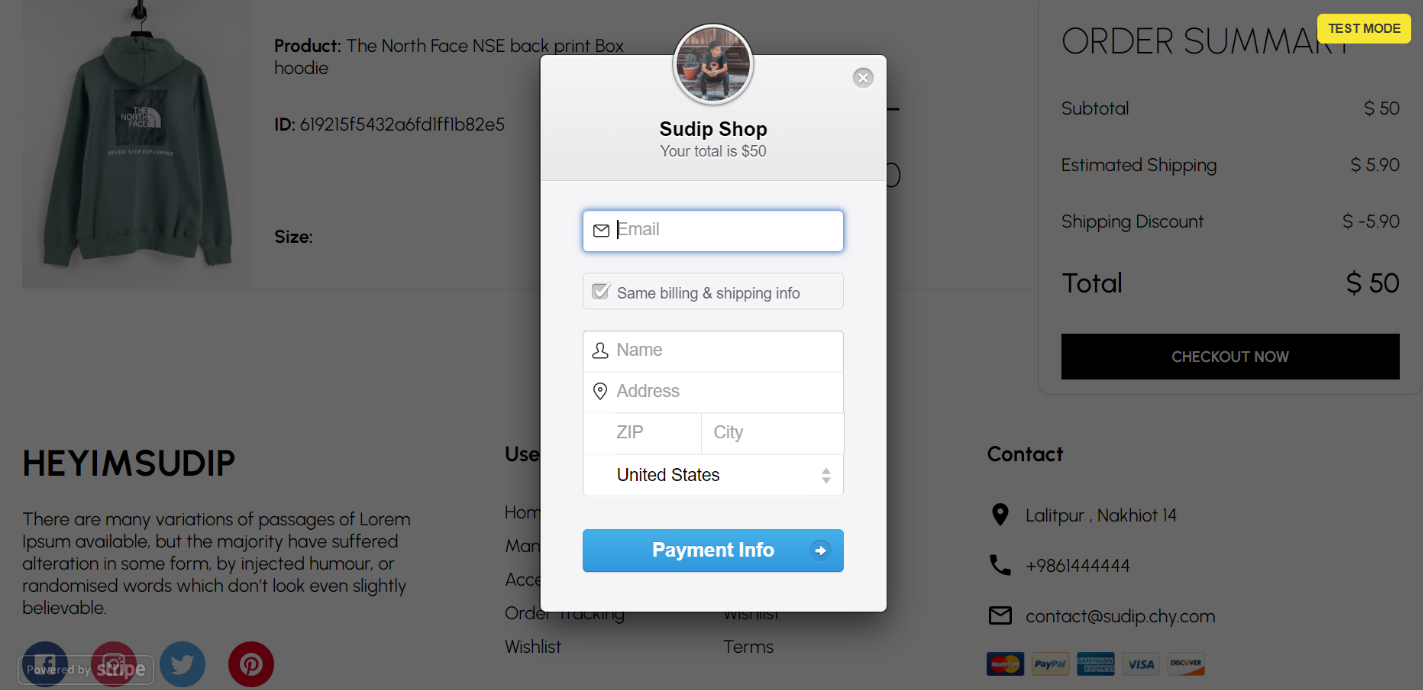 TEST MODE
THE
NORTH
FACE
NEVER STOP EXPLORING
Product: The North Face NSE back print Box
hoodie
ID: 619215f5432a6fd1ff1b82e5
Size:
Sudip Shop
Your total is $50
Email
Same billing & shipping info
Name
Address
ZIP
City
United States
Payment Info
ORDER SUMMARY
Subtotal
$ 50
Estimated Shipping
$ 5.90
Shipping Discount
$ -5.90
Total
$ 50
CHECKOUT NOW
HEYIMSUDIP
There are many variations of passages of Lorem
Ipsum available, but the majority have suffered
alteration in some form, by injected humour, or
randomised words which don't look even slightly
believable.
Powered by stripe
Use
Hom
Man
Acce
Order Tracking
Wishlist
Wishlist
Terms
Contact
Lalitpur , Nakhiot 14
+9861444444
contact@sudip.chy.com
MasterCard
PayPal
AMERICAN EXPRESS
VISA
DISCOVER